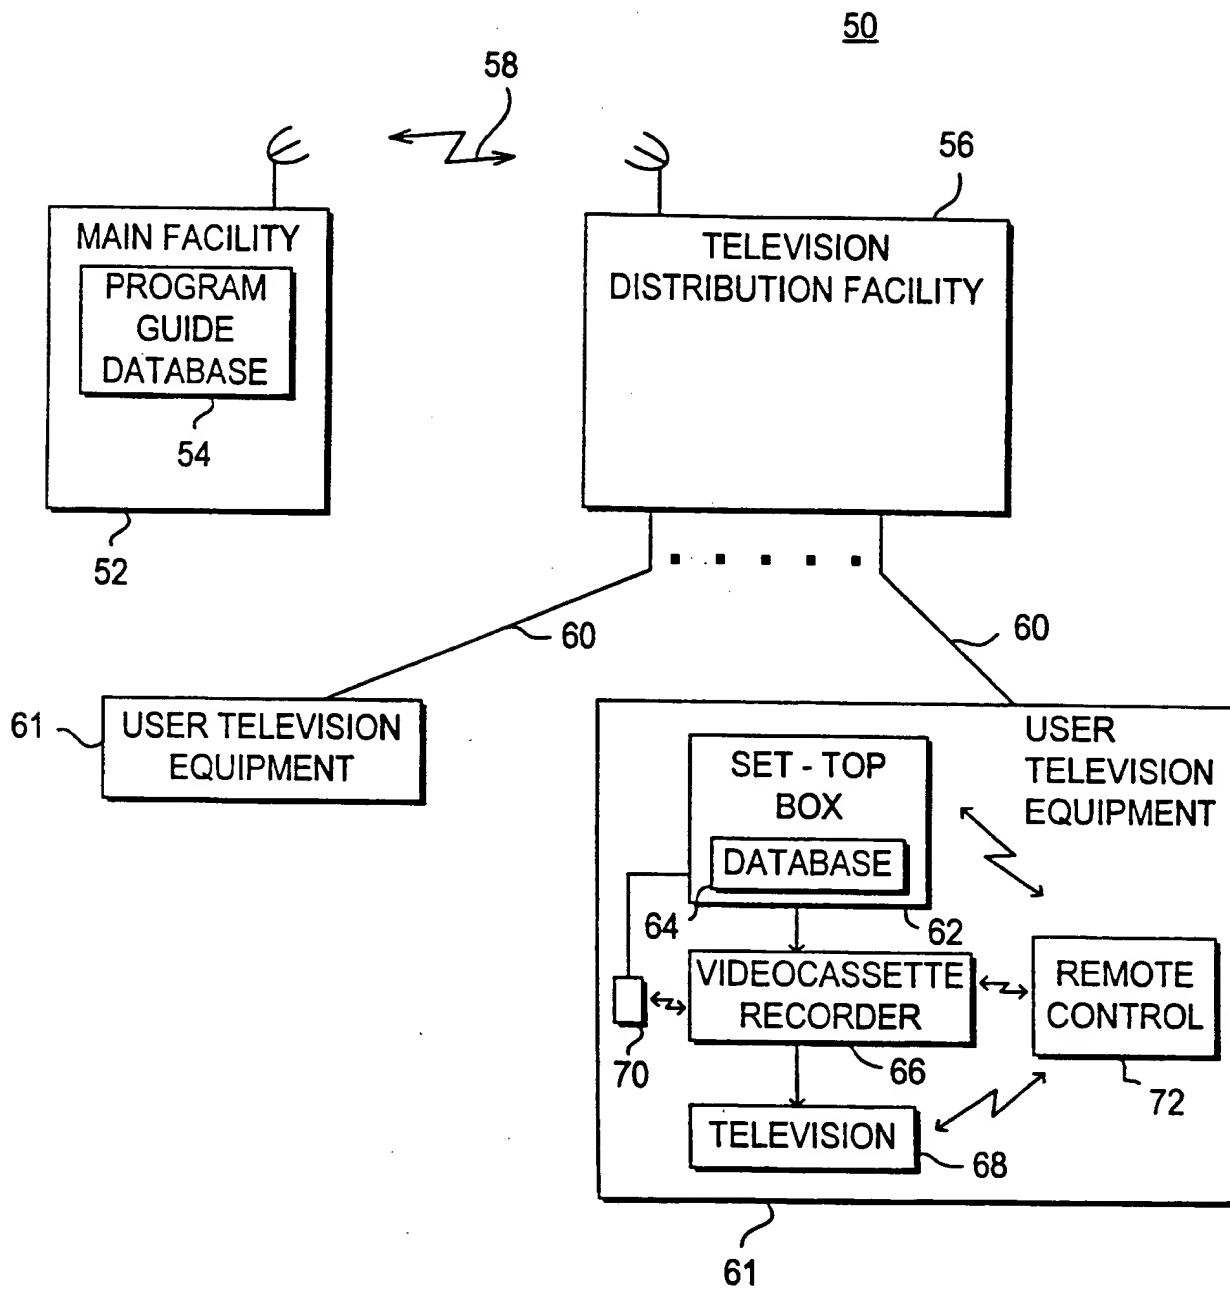 50
58
56
MAIN FACILITY
PROGRAM
GUIDE
DATABASE
54
52
TELEVISION
DISTRIBUTION FACILITY
60
60
61
USER TELEVISION
EQUIPMENT
USER
TELEVISION
EQUIPMENT
SET - TOP
BOX
DATABASE
64
62
VIDEOCASSETTE
RECORDER
REMOTE
CONTROL
70
66
72
TELEVISION
68
61